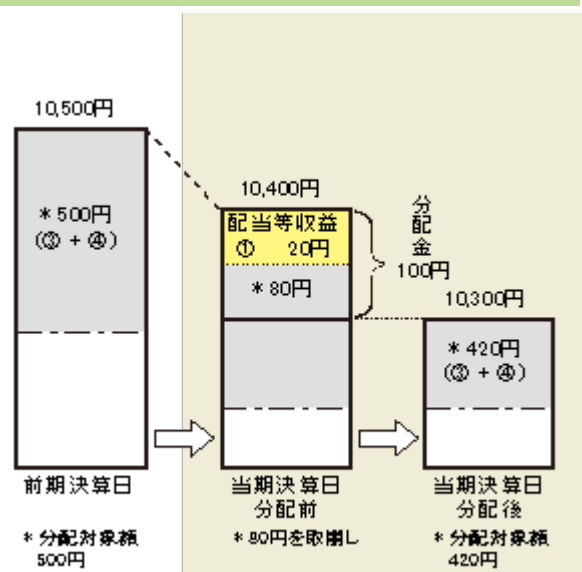 10,500円
*500円
(③ + ④)
前期決算日
*分配対象額
500円
10,400円
配当等収益
① 20円
*80円
分配金
100円
当期決算日
分配前
*80円を取崩し
10,300円
*420円
(③ + ④)
当期決算日
分配後
*分配対象額
420円